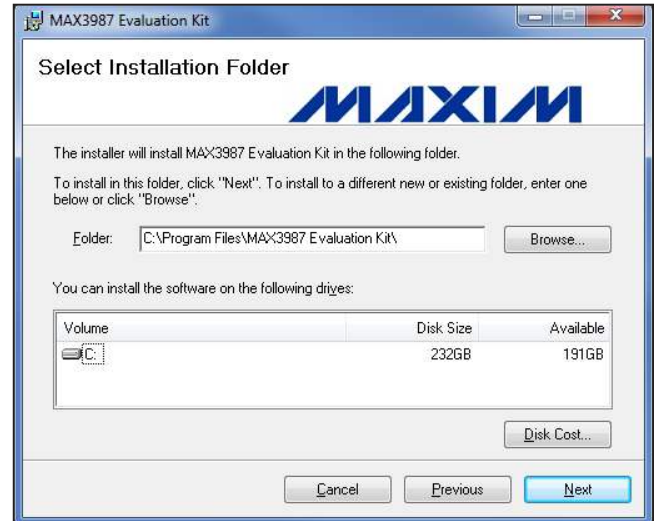 MAX3987 Evaluation Kit
Select Installation Folder
MAXIM
The installer will install MAX3987 Evaluation Kit in the following folder.
To install in this folder, click "Next". To install to a different new or existing folder, enter one
below or click "Browse".
Folder: C:\Program Files\MAX3987 Evaluation Kit\ Browse...
You can install the software on the following drives:
Volume Disk Size Available
C: 232GB 191GB
Disk Cost...
Cancel Previous Next